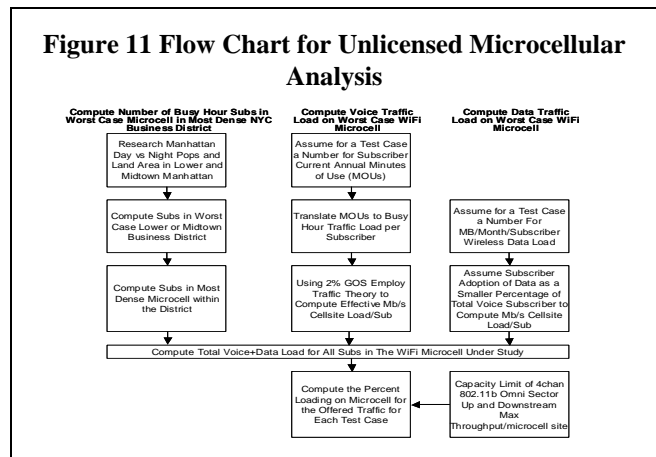 Figure 11 Flow Chart for Unlicensed Microcellular
Analysis
Compute Number of Busy Hour Subs in
Worst Case Microcell in Most Dense NYC
Business District
Research Manhattan
Day vs Night Pops and
Land Area in Lower and
Midtown Manhattan
Compute Subs in Worst
Case Lower or Midtown
Business District
Compute Subs in Most
Dense Microcell within
the District
Compute Voice Traffic
Load on Worst Case WiFi
Microcell
Assume for a Test Case
a Number for Subscriber
Current Annual Minutes
of Use (MOUs)
Translate MOUs to Busy
Hour Traffic Load per
Subscriber
Using 2% GOS Employ
Traffic Theory to
Compute Effective Mb/s
Cellsite Load/Sub
Compute Data Traffic
Load on Worst Case WiFi
Microcell
Assume for a Test Case
a Number For
MB/Month/Subscriber
Wireless Data Load
Assume Subscriber
Adoption of Data as a
Smaller Percentage of
Total Voice Subscriber to
Compute Mb/s Cellsite
Load/Sub
Compute Total Voice+Data Load for All Subs in The WiFi Microcell Under Study
Compute the Percent
Loading on Microcell for
the Offered Traffic for
Each Test Case
Capacity Limit of 4chan
802.11b Omni Sector
Up and Downstream
Max
Throughput/microcell site